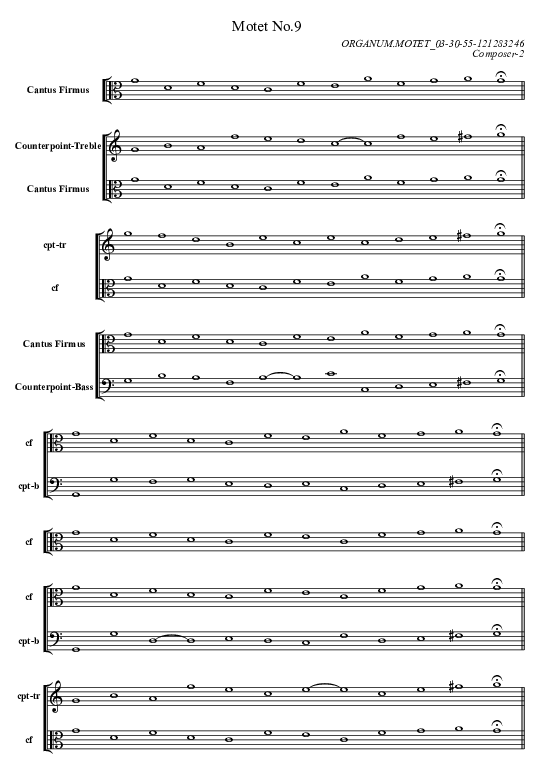 Motet No.9
ORGANUM.MOTET_03-30-55-121283246
Composer-2
Cantus Firmus
Counterpoint-Treble
Cantus Firmus
cpt-tr
cf
Cantus Firmus
Counterpoint-Bass
cf
cpt-b
cf
cf
cpt-b
cpt-tr
cf